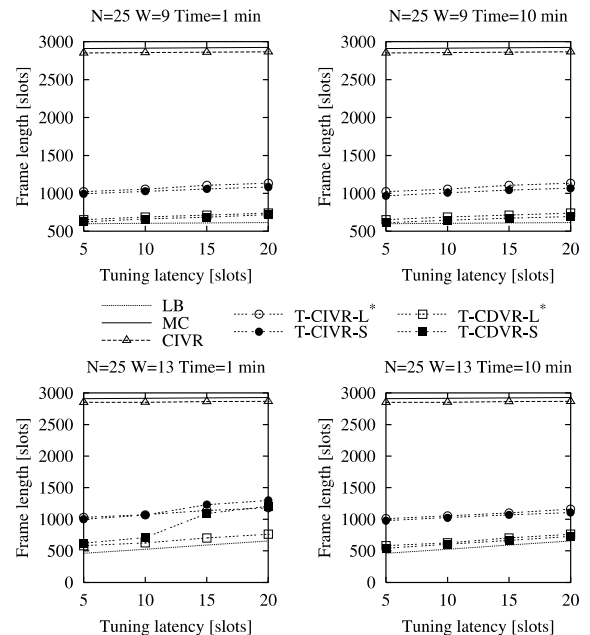 N=25 W=9 Time=1 min
N=25 W=9 Time=10 min
Frame length [slots]
3000
2500
2000
1500
1000
500
5 10 15 20
Tuning latency [slots]
Frame length [slots]
3000
2500
2000
1500
1000
500
5 10 15 20
Tuning latency [slots]
LB
MC
CIVR
T-CIVR-L*
T-CIVR-S
T-CDVR-L*
T-CDVR-S
N=25 W=13 Time=1 min
N=25 W=13 Time=10 min
Frame length [slots]
3000
2500
2000
1500
1000
500
0
5 10 15 20
Tuning latency [slots]
Frame length [slots]
3000
2500
2000
1500
1000
500
0
5 10 15 20
Tuning latency [slots]